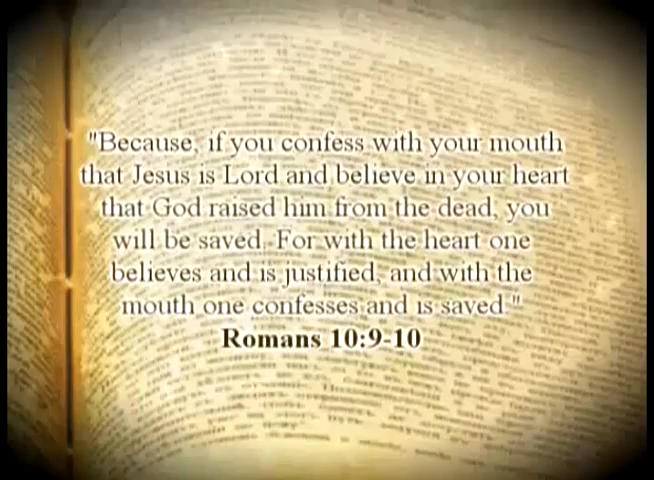 "Because, if you confess with your mouth
that Jesus is Lord and believe in your heart
that God raised him from the dead, you
will be saved. For with the heart one
believes and is justified, and with the
mouth one confesses and is saved."
Romans 10:9-10